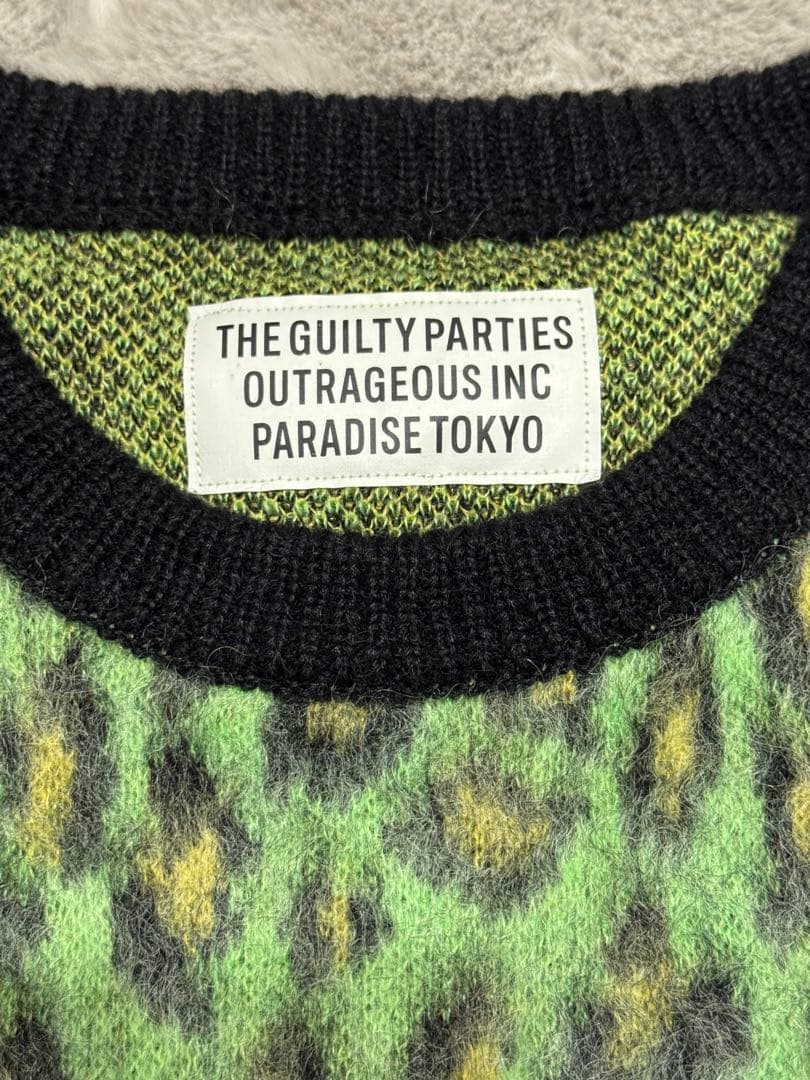 THE GUILTY PARTIES
OUTRAGEOUS INC
PARADISE TOKYO